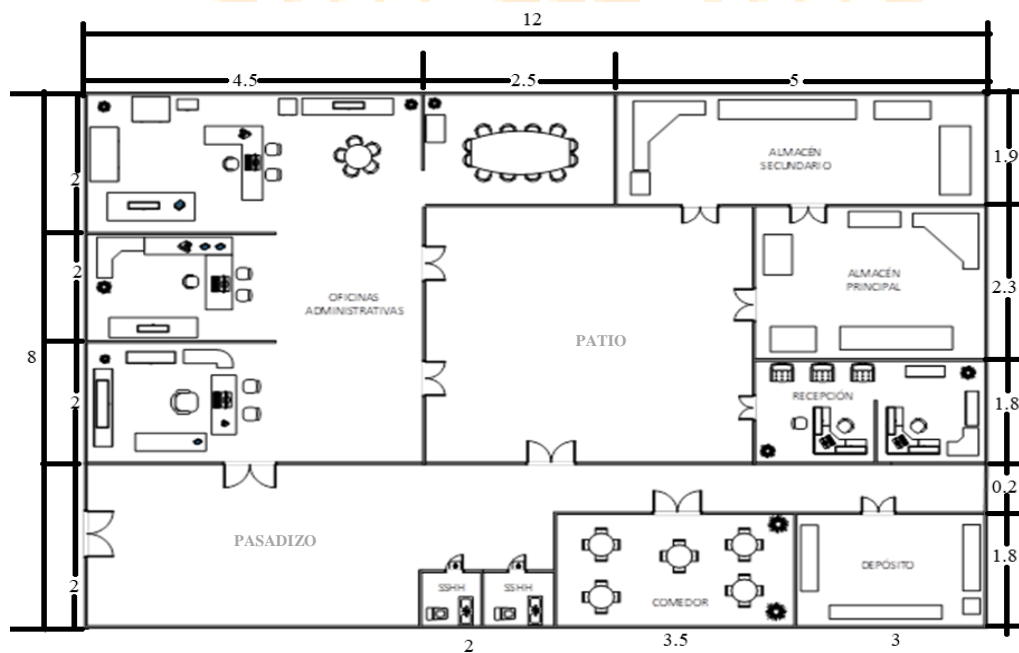 12
4.5
2.5
5
2
1.9
ALMACÉN
SECUNDARIO
2
2.3
ALMACÉN
PRINCIPAL
OFICINAS
ADMINISTRATIVAS
PATIO
8
2
1.8
RECEPCIÓN
0.2
PASADIZO
2
1.8
SSHH
SSHH
COMEDOR
DEPÓSITO
2
3.5
3